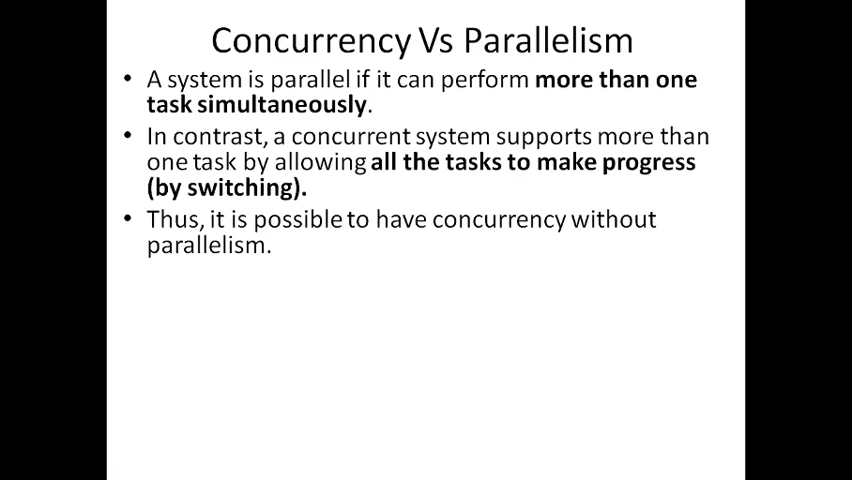 Concurrency Vs Parallelism
• A system is parallel if it can perform more than one
task simultaneously.
• In contrast, a concurrent system supports more than
one task by allowing all the tasks to make progress
(by switching).
• Thus, it is possible to have concurrency without
parallelism.